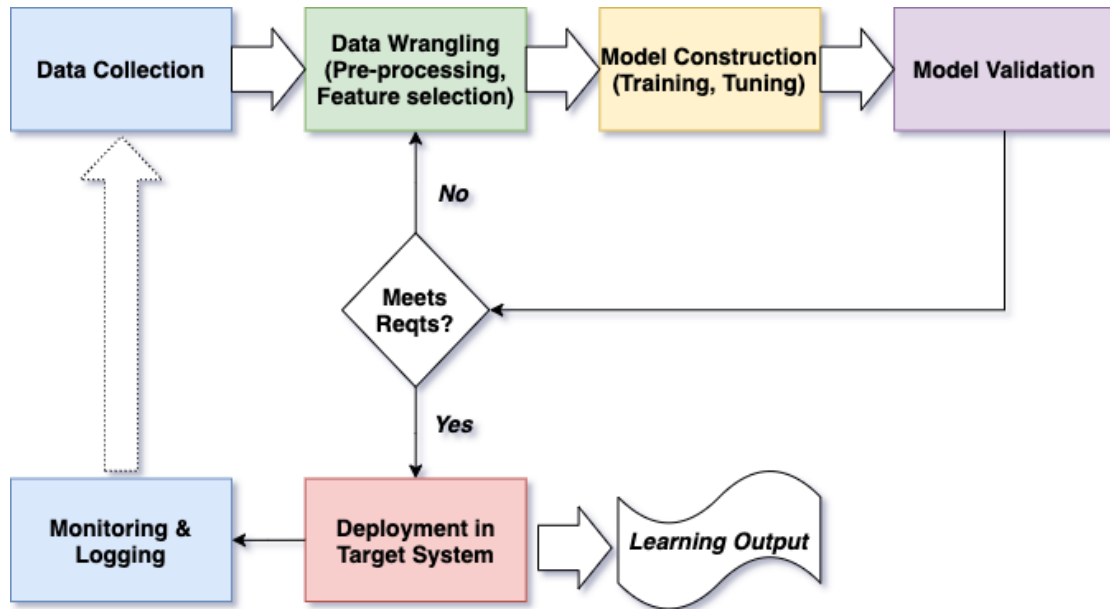 Data Collection
Data Wrangling
(Pre-processing,
Feature selection)
Model Construction
(Training, Tuning)
Model Validation
No
Meets
Reqts?
Yes
Monitoring &
Logging
Deployment in
Target System
Learning Output